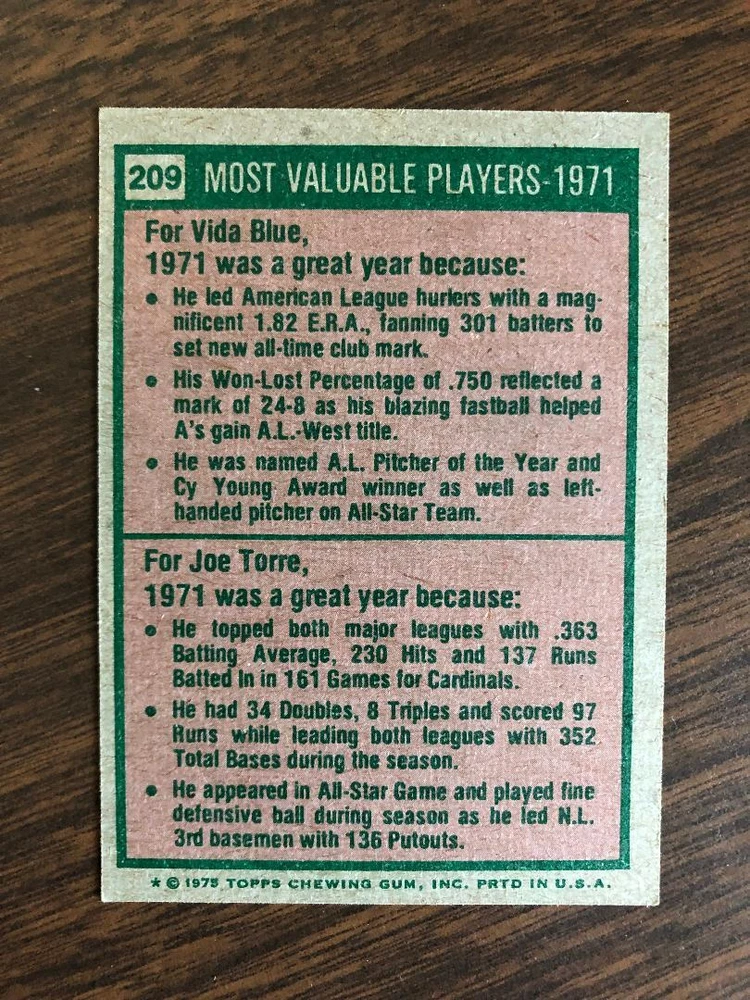 209 MOST VALUABLE PLAYERS-1971
For Vida Blue,
1971 was a great year because:
• He led American League hurlers with a mag-
nificent 1.82 E.R.A., fanning 301 batters to
set new all-time club mark.
• His Won-Lost Percentage of .750 reflected a
mark of 24-8 as his blazing fastball helped
A's gain A.L.-West title.
• He was named A.L. Pitcher of the Year and
Cy Young Award winner as well as left-
handed pitcher on All-Star Team.
For Joe Torre,
1971 was a great year because:
• He topped both major leagues with .363
Batting Average, 230 Hits and 137 Runs
Batted In in 161 Games for Cardinals.
• He had 34 Doubles, 8 Triples and scored 97
Runs while leading both leagues with 352
Total Bases during the season.
• He appeared in All-Star Game and played fine
defensive ball during season as he led N.L.
3rd basemen with 136 Putouts.
* © 1975 TOPPS CHEWING GUM, INC. PRTD IN U.S.A.